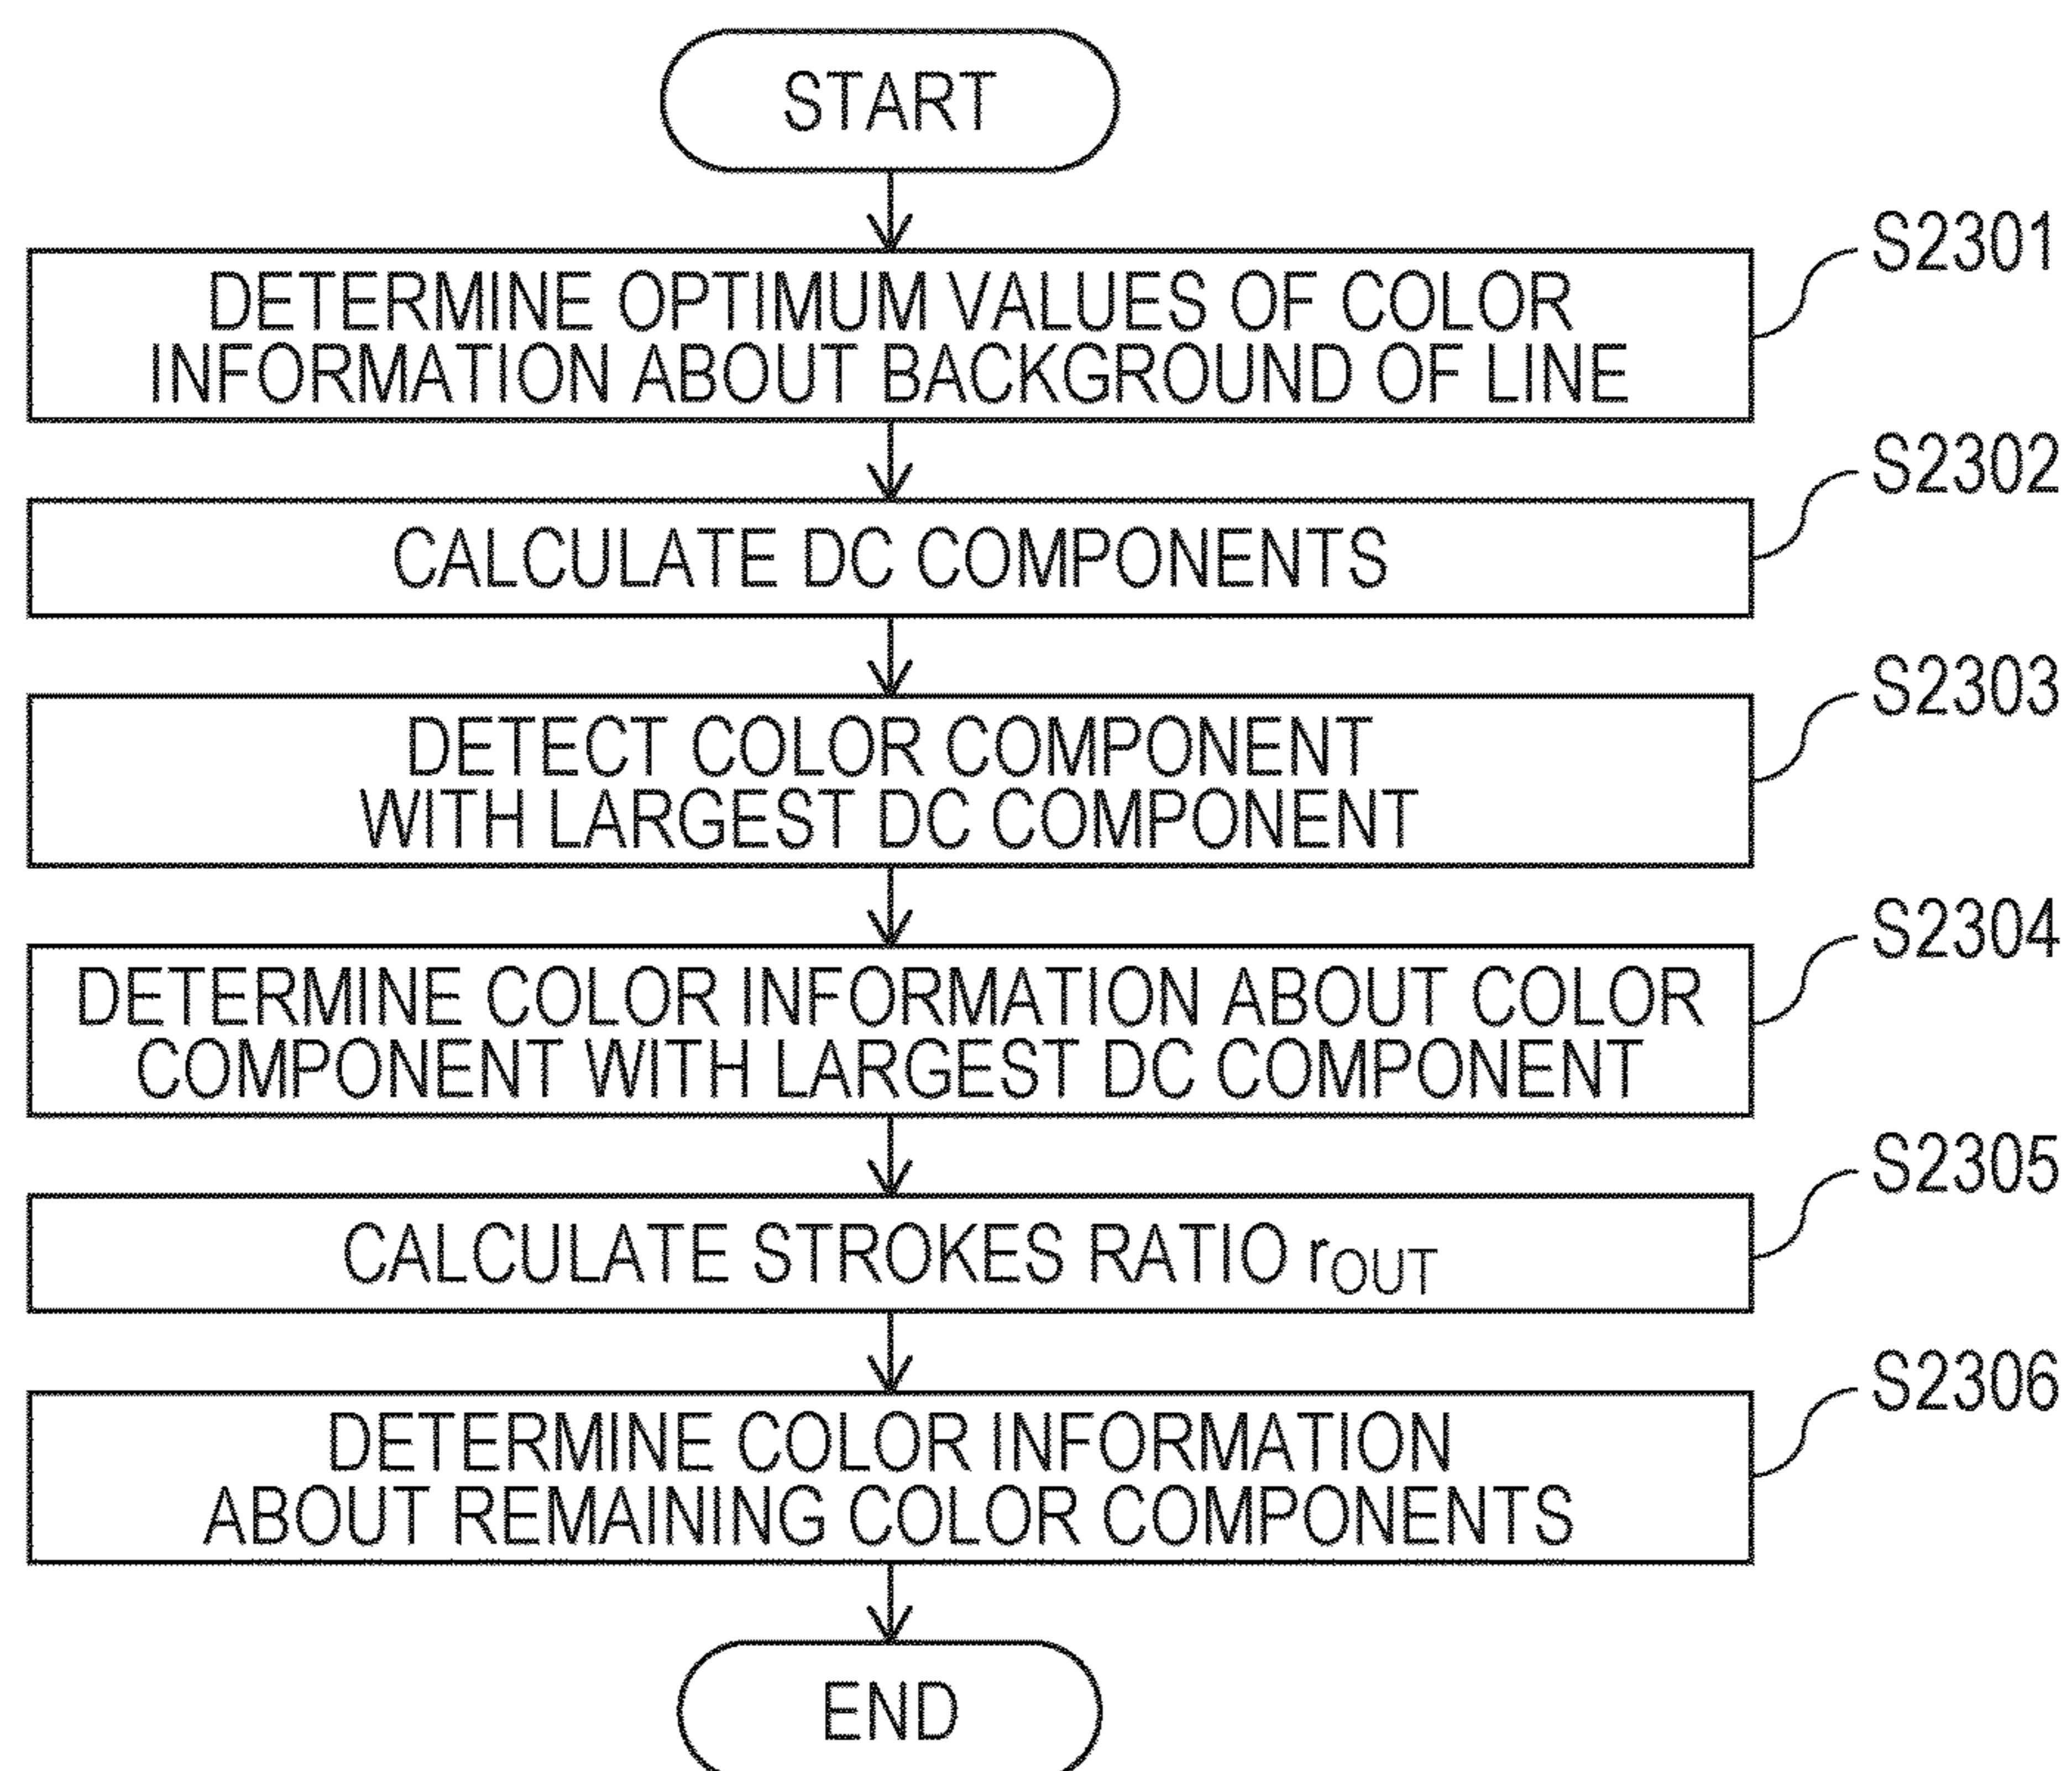 START
S2301
DETERMINE OPTIMUM VALUES OF COLOR
INFORMATION ABOUT BACKGROUND OF LINE
S2302
CALCULATE DC COMPONENTS
S2303
DETECT COLOR COMPONENT
WITH LARGEST DC COMPONENT
S2304
DETERMINE COLOR INFORMATION ABOUT COLOR
COMPONENT WITH LARGEST DC COMPONENT
S2305
CALCULATE STROKES RATIO rOUT
S2306
DETERMINE COLOR INFORMATION
ABOUT REMAINING COLOR COMPONENTS
END